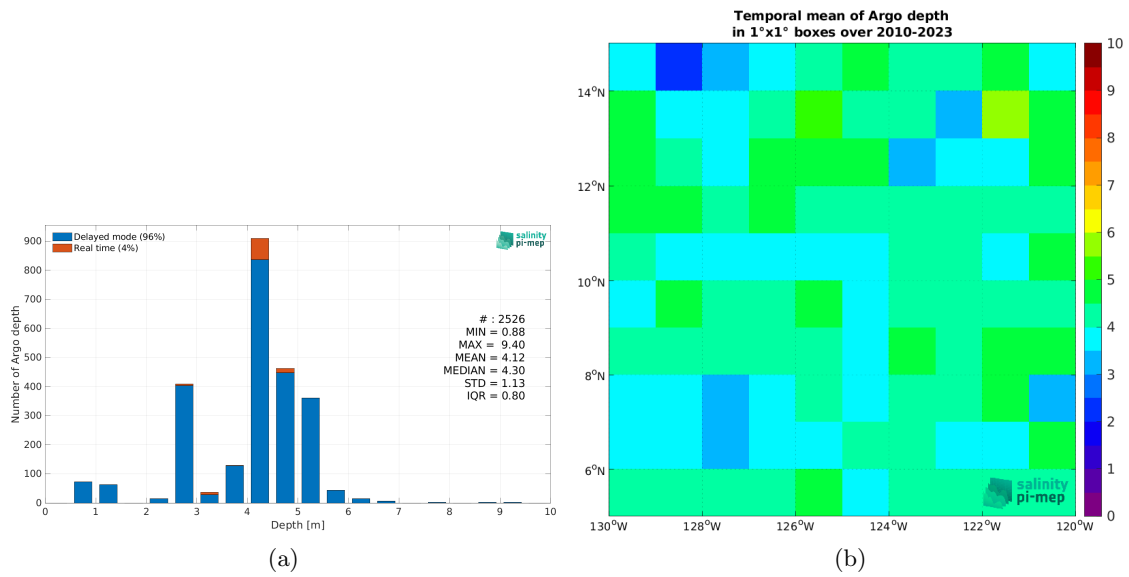 Delayed mode (96%)
Real time (4%)
salinity
pi-mep
900
800
700
600
500
400
300
200
100
0
Number of Argo depth
# : 2526
MIN = 0.88
MAX = 9.40
MEAN = 4.12
MEDIAN = 4.30
STD = 1.13
IQR = 0.80
0 1 2 3 4 5 6 7 8 9 10
Depth [m]
(a)
Temporal mean of Argo depth
in 1°x1° boxes over 2010-2023
14°N
12°N
10°N
8°N
6°N
130°W 128°W 126°W 124°W 122°W 120°W
salinity
pi-mep
10
9
8
7
6
5
4
3
2
1
0
(b)